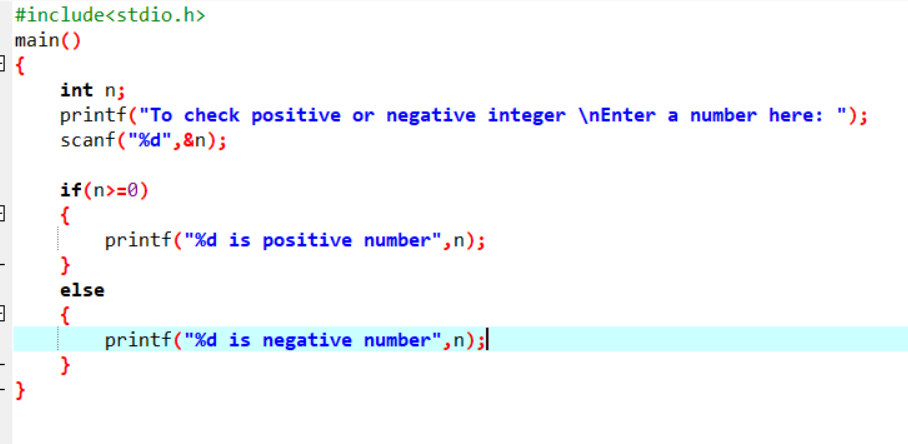 #include<stdio.h>
main()
{
int n;
printf("To check positive or negative integer \nEnter a number here: ");
scanf("%d",&n);
if(n>=0)
{
printf("%d is positive number",n);
}
else
{
printf("%d is negative number",n);
}
}